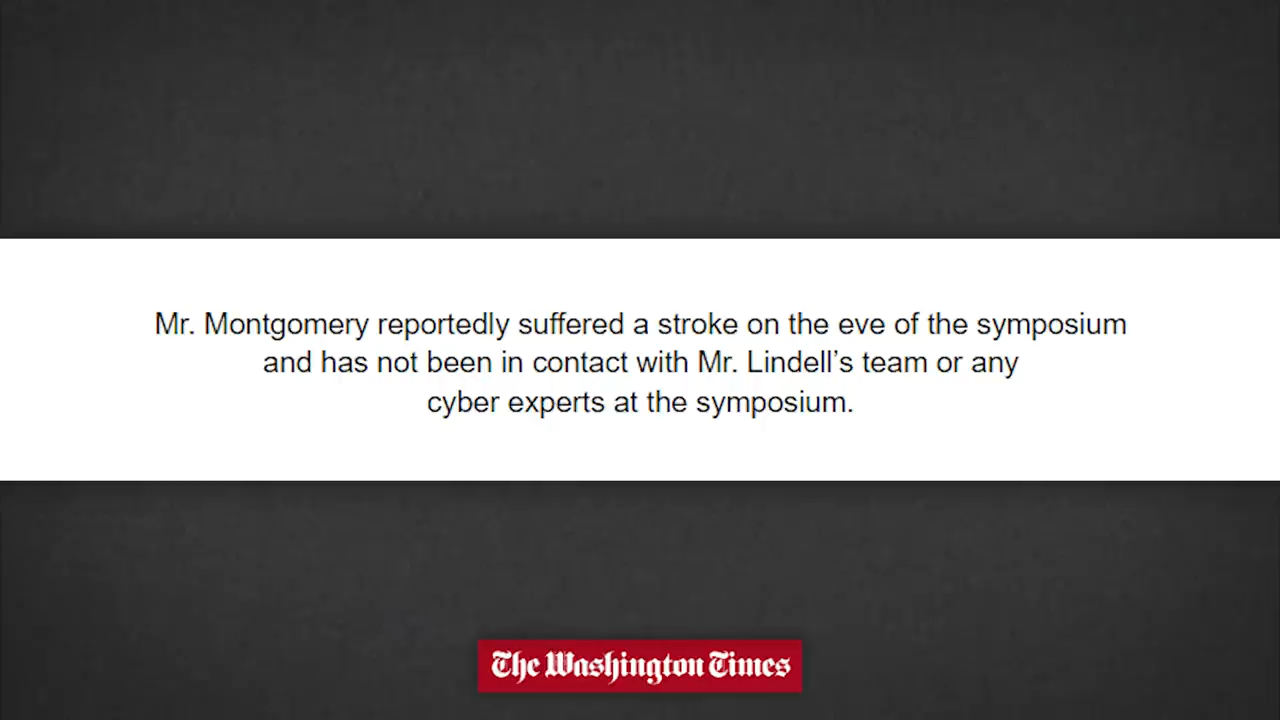 Mr. Montgomery reportedly suffered a stroke on the eve of the symposium
and has not been in contact with Mr. Lindell’s team or any
cyber experts at the symposium.
The Washington Times